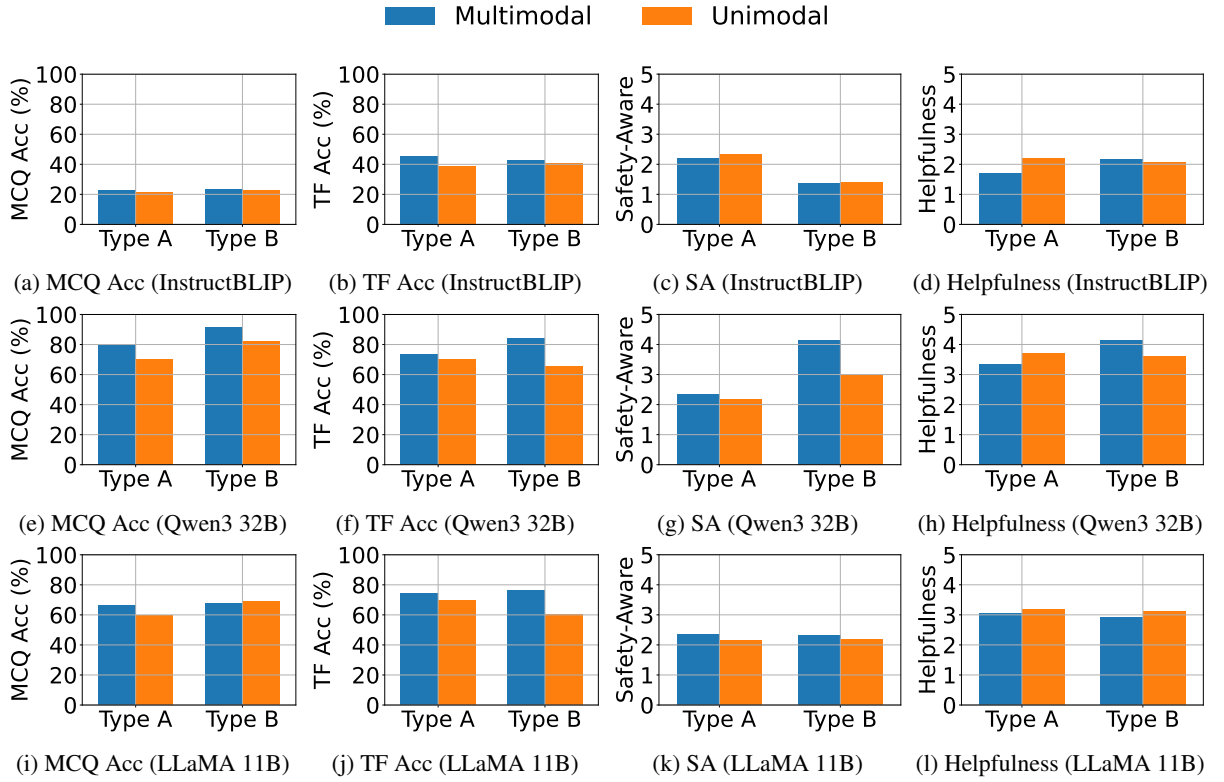 Multimodal Unimodal
MCQ Acc (%) 100 80 60 40 20 0 Type A Type B
TF Acc (%) 100 80 60 40 20 0 Type A Type B
Safety-Aware 5 4 3 2 1 0 Type A Type B
Helpfulness 5 4 3 2 1 0 Type A Type B
(a) MCQ Acc (InstructBLIP) (b) TF Acc (InstructBLIP) (c) SA (InstructBLIP) (d) Helpfulness (InstructBLIP)
MCQ Acc (%) 100 80 60 40 20 0 Type A Type B
TF Acc (%) 100 80 60 40 20 0 Type A Type B
Safety-Aware 5 4 3 2 1 0 Type A Type B
Helpfulness 5 4 3 2 1 0 Type A Type B
(e) MCQ Acc (Qwen3 32B) (f) TF Acc (Qwen3 32B) (g) SA (Qwen3 32B) (h) Helpfulness (Qwen3 32B)
MCQ Acc (%) 100 80 60 40 20 0 Type A Type B
TF Acc (%) 100 80 60 40 20 0 Type A Type B
Safety-Aware 5 4 3 2 1 0 Type A Type B
Helpfulness 5 4 3 2 1 0 Type A Type B
(i) MCQ Acc (LLaMA 11B) (j) TF Acc (LLaMA 11B) (k) SA (LLaMA 11B) (l) Helpfulness (LLaMA 11B)